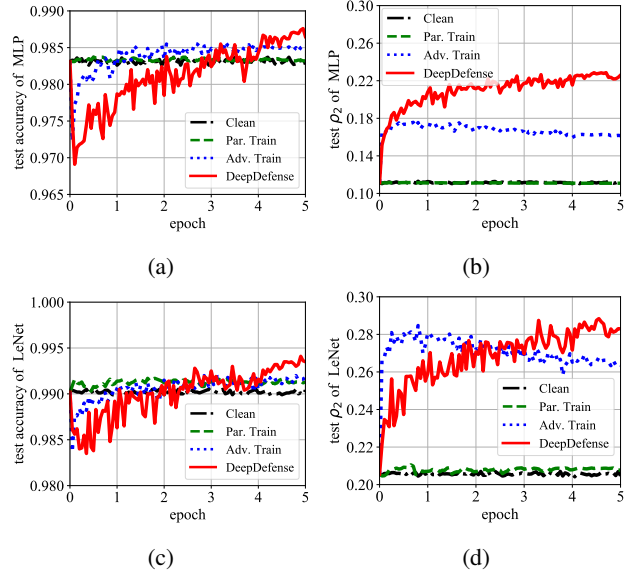 test accuracy of MLP
0.990
0.985
0.980
0.975
0.970
0.965
Clean
Par. Train
Adv. Train
DeepDefense
0 1 2 3 4 5
epoch
(a)
test ρ2 of MLP
0.30
0.26
0.22
0.18
0.14
0.10
Clean
Par. Train
Adv. Train
DeepDefense
0 1 2 3 4 5
epoch
(b)
test accuracy of LeNet
1.000
0.995
0.990
0.985
0.980
Clean
Par. Train
Adv. Train
DeepDefense
0 1 2 3 4 5
epoch
(c)
test ρ2 of LeNet
0.30
0.28
0.26
0.24
0.22
0.20
Clean
Par. Train
Adv. Train
DeepDefense
0 1 2 3 4 5
epoch
(d)